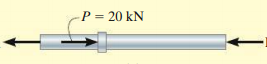 P = 20 kN